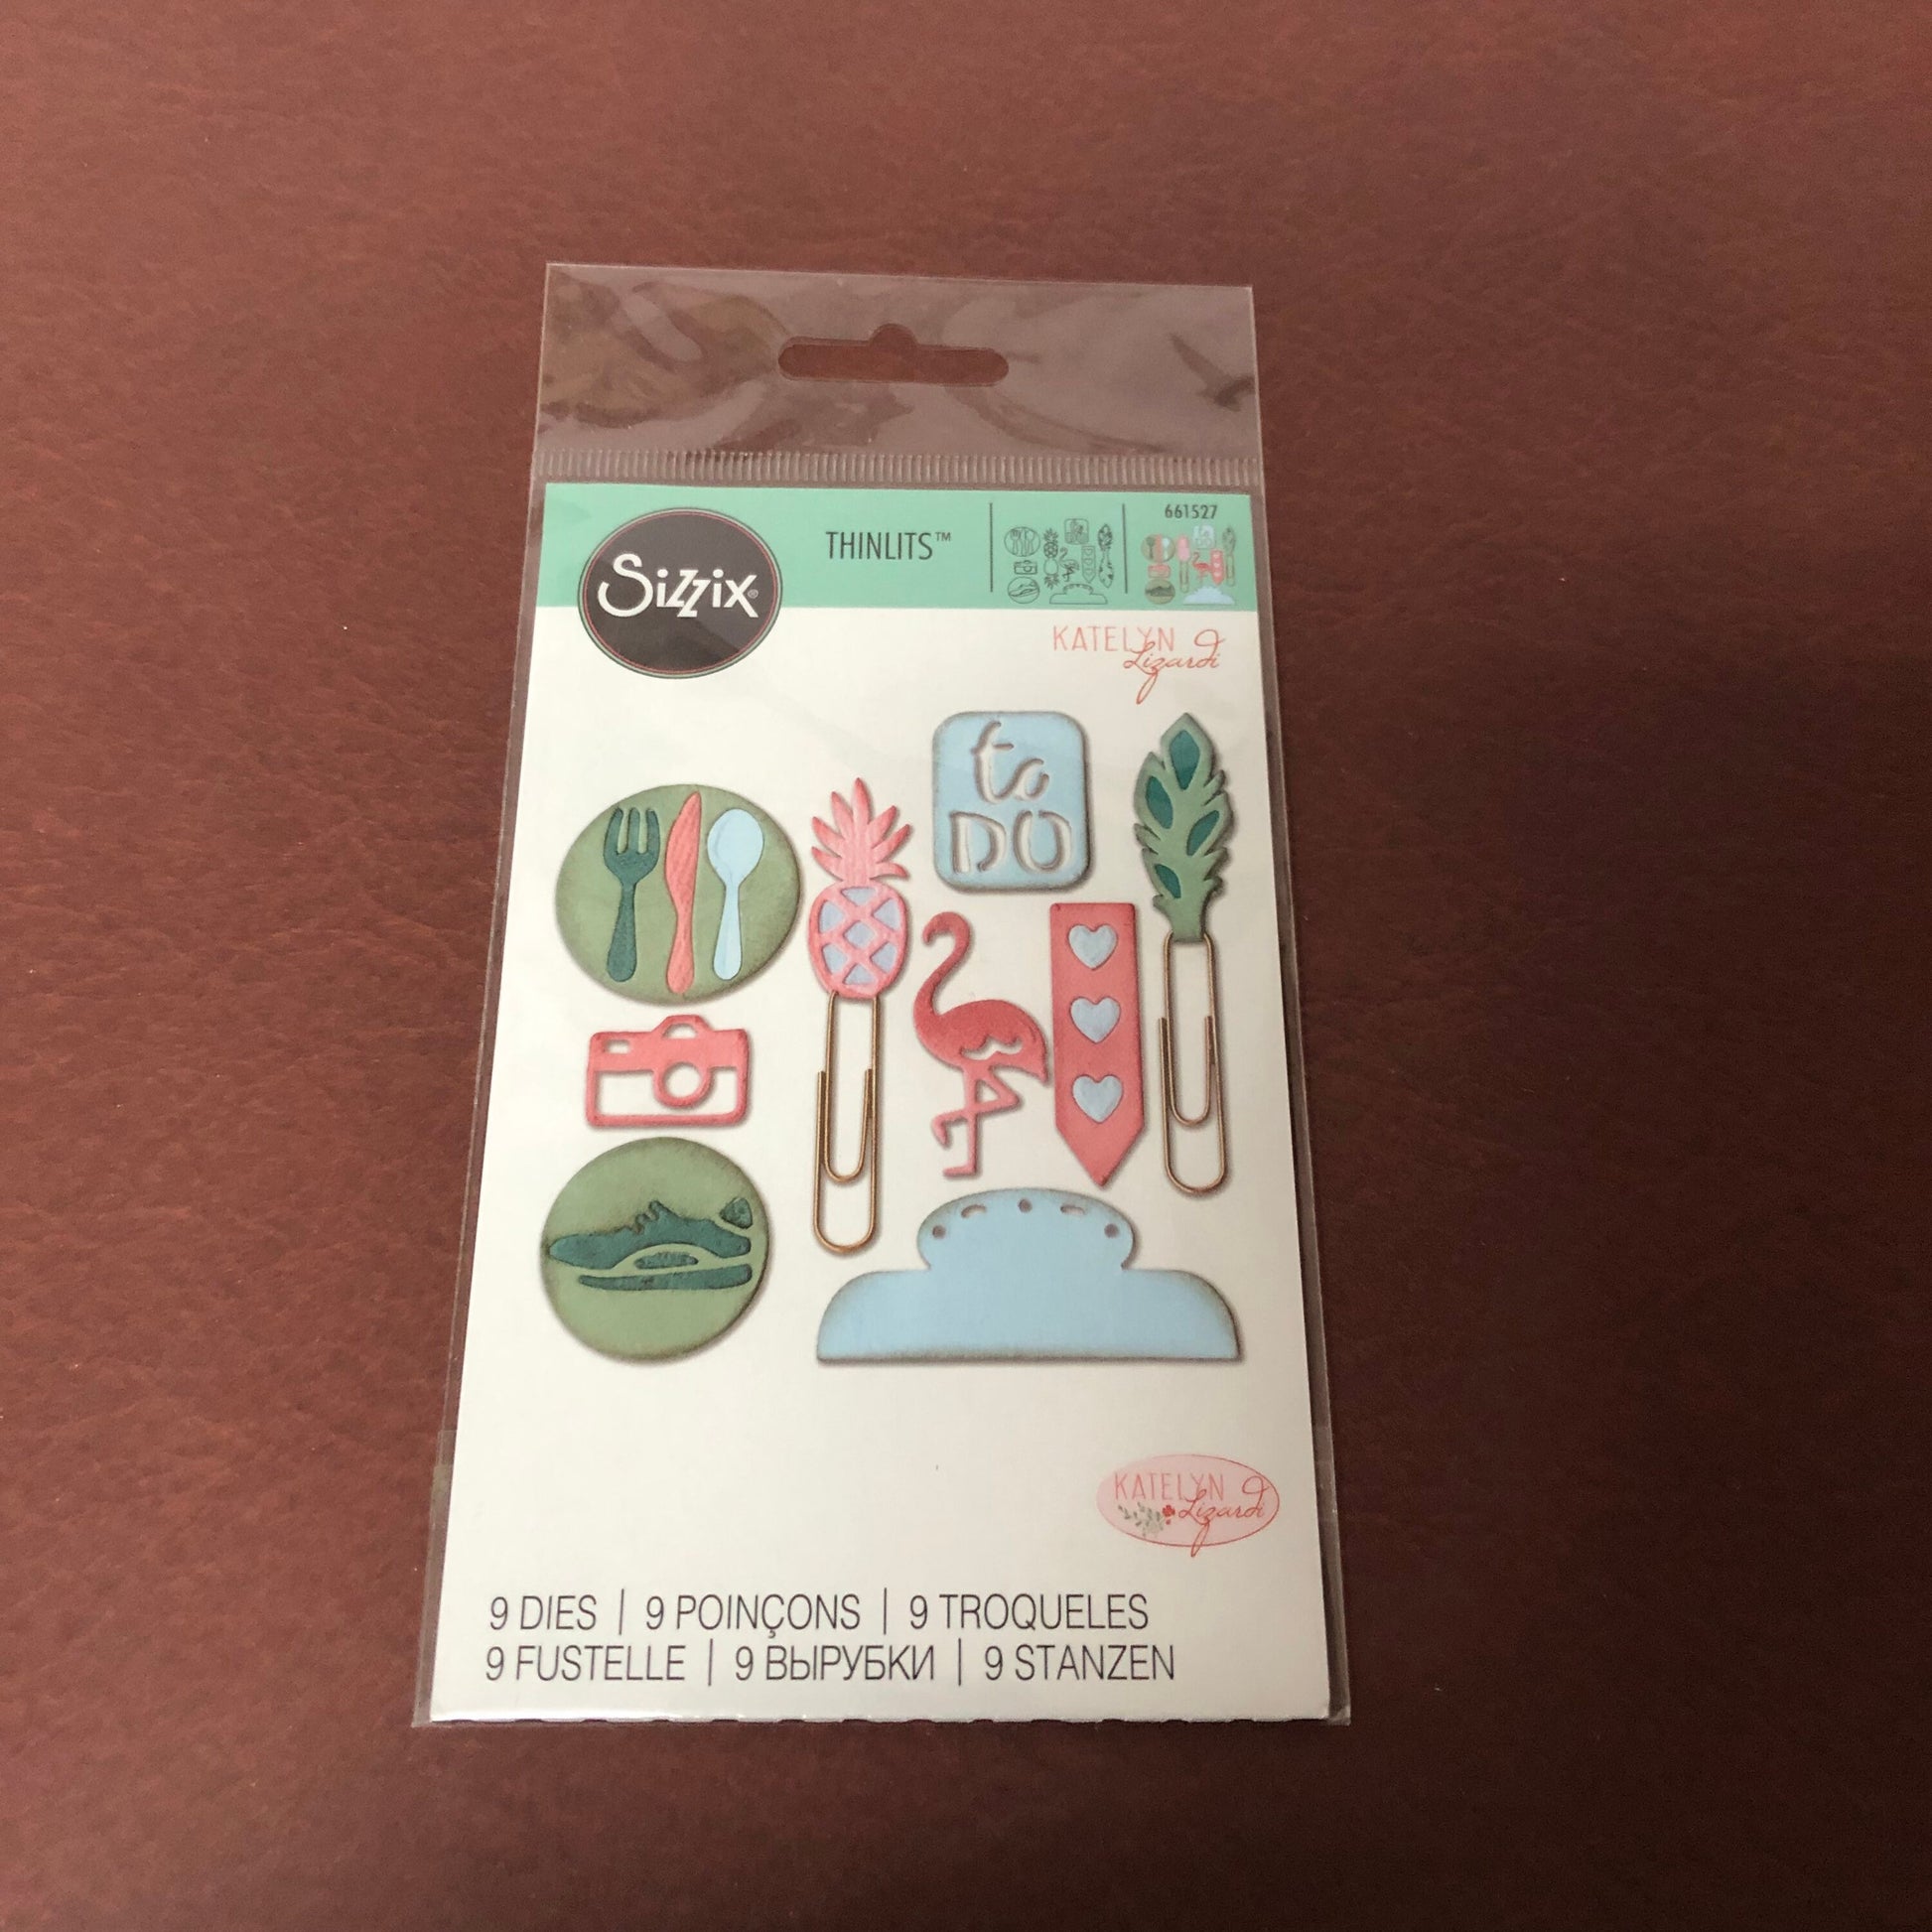 Sizzix®
THINLITS™
661527
KATELYN
Lizardi
to
DO
KATELYN
Lizardi
9 DIES | 9 POINÇONS | 9 TROQUELES
9 FUSTELLE | 9 ВЫРУБКИ | 9 STANZEN